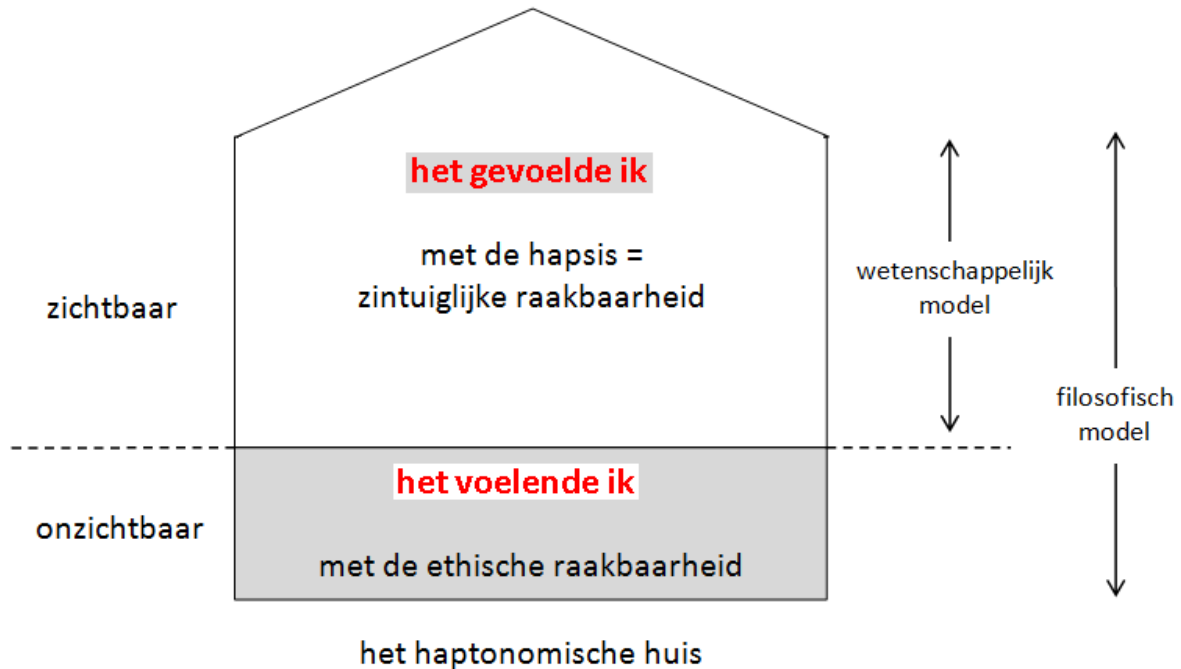 het gevoelde ik
met de hapsis =
zintuiglijke raakbaarheid
zichtbaar
wetenschappelijk
model
filosofisch
model
het voelende ik
onzichtbaar
met de ethische raakbaarheid
het haptonomische huis